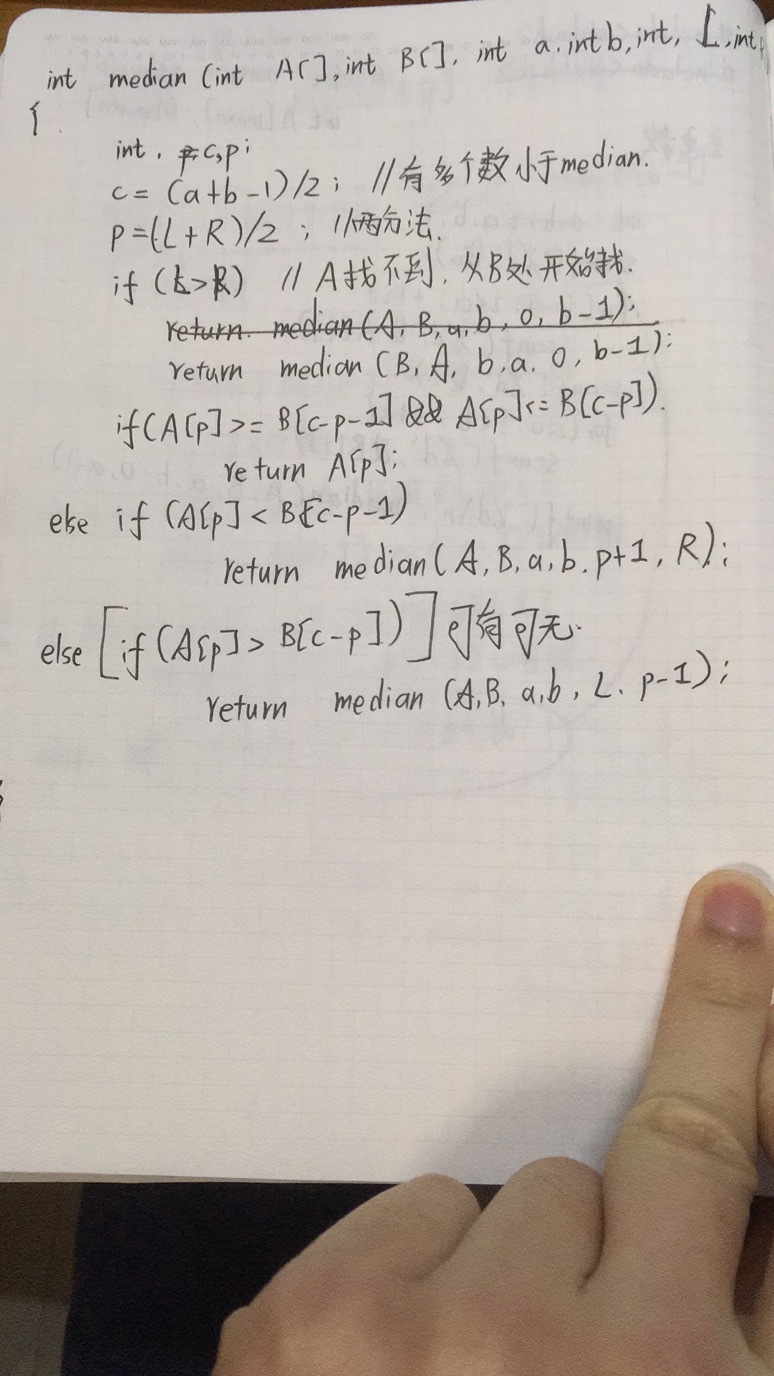 int median (int A[], int B[], int a, int b, int, L, int
{
int, c, p;
c = (a+b-1)/2; //有多个数小于median.
p=(L+R)/2; //两分法.
if (L>R) // A找不到, 从B处开始找.
return median(A, B, a, b, 0, b-1);
return median (B, A, b, a, 0, b-1);
if(A[p]>=B[c-p-1] && A[p]<=B[c-p]).
return A[p];
else if (A[p]<B[c-p-1)
return median(A, B, a, b, p+1, R);
else [if(A[p]>B[c-p])] 可有可无.
return median (A, B, a, b, L, p-1);